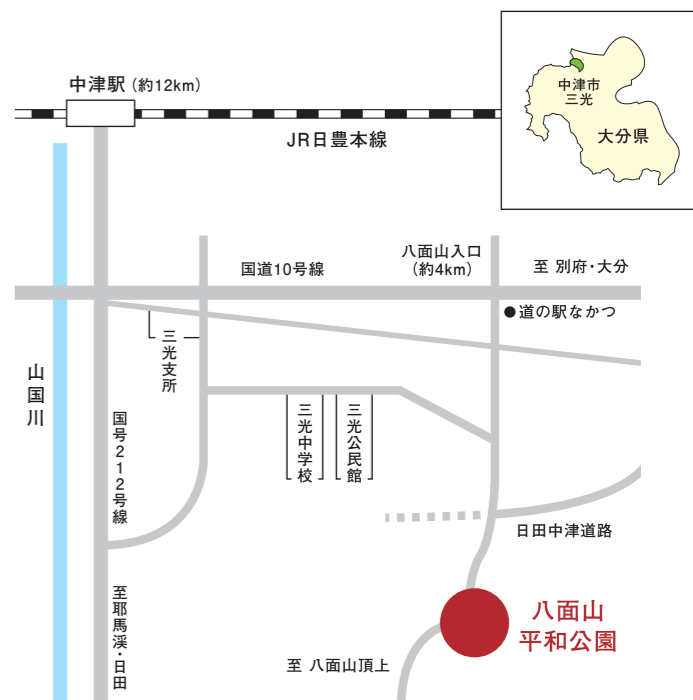 中津駅(約12km)
JR日豊本線
中津市
三光
大分県
八面山入口
(約4km)
国道10号線
至 別府・大分
●道の駅なかつ
三光支所
山国川
三光中学校
三光公民館
国号212号線
日田中津道路
至耶馬渓・日田
八面山
平和公園
至 八面山頂上